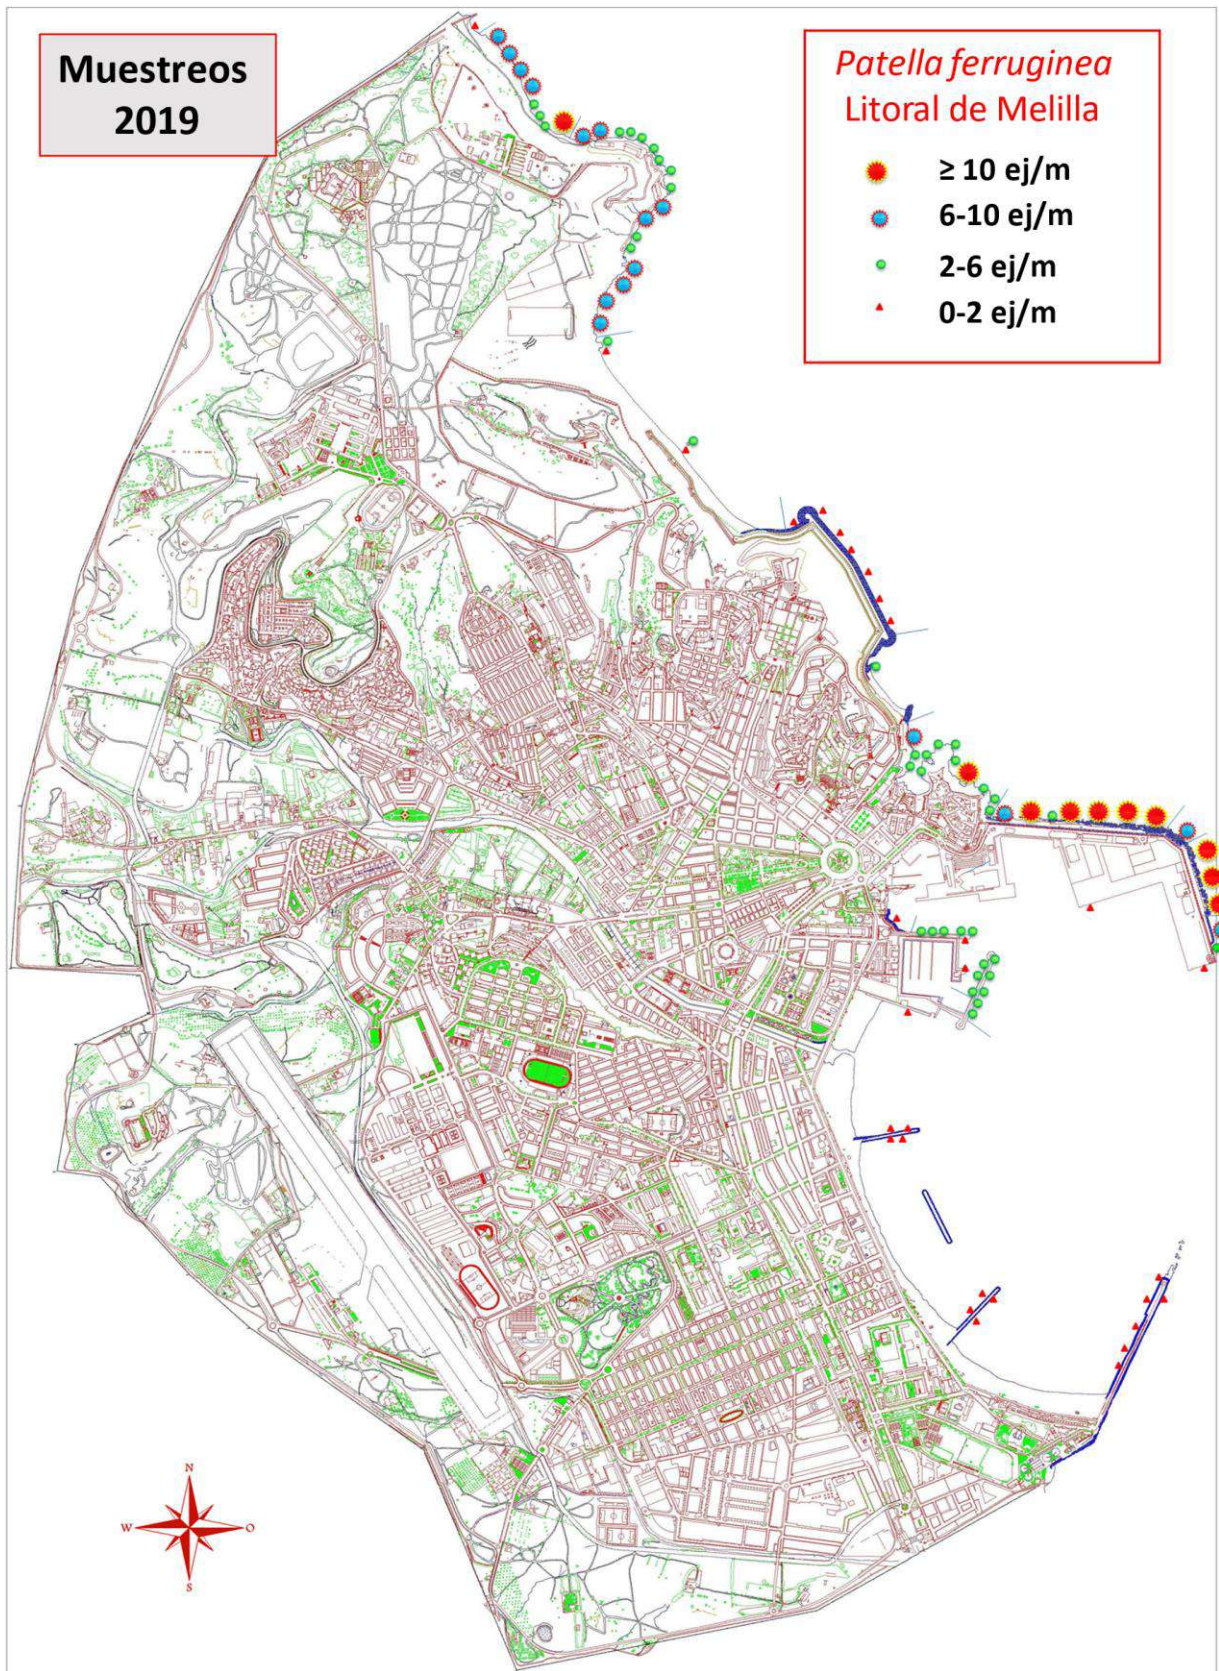 Muestreos
2019
Patella ferruginea
Litoral de Melilla
≥ 10 ej/m
6-10 ej/m
2-6 ej/m
0-2 ej/m
N
W
O
S